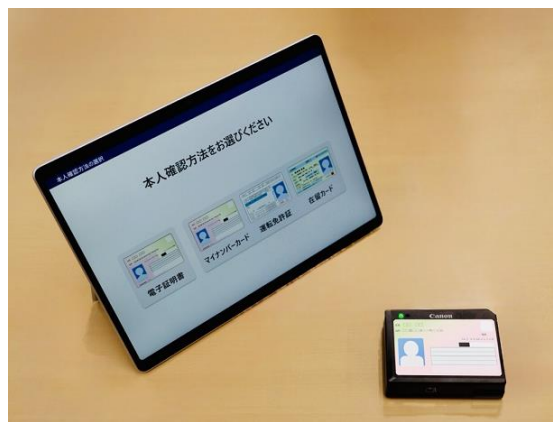 本人確認方法の選択
本人確認方法をお選びください
電子証明書
マイナンバーカード
運転免許証
在留カード
Canon